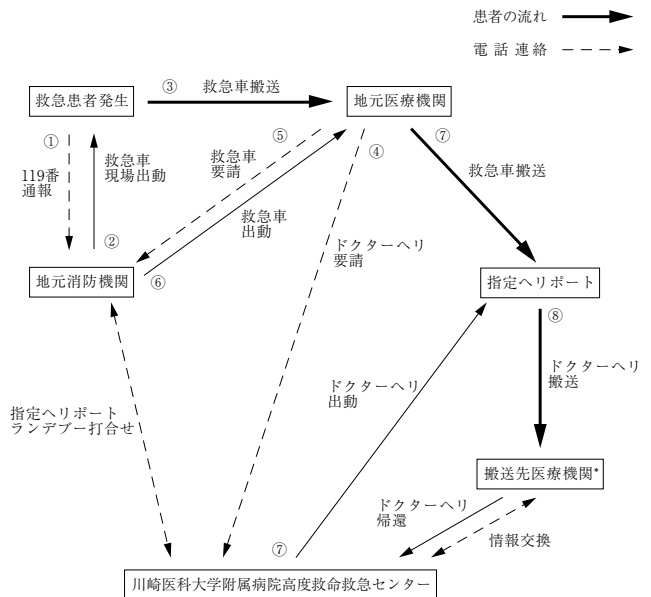 患者の流れ
電話連絡
③
救急車搬送
救急患者発生
地元医療機関
①
119番
通報
救急車
現場出動
②
⑤
救急車
要請
④
救急車
出動
⑦
救急車搬送
ドクターヘリ
要請
地元消防機関
⑥
指定ヘリポート
⑧
ドクターヘリ
搬送
ドクターヘリ
出動
指定ヘリポート
ランデブー打合せ
搬送先医療機関*
ドクターヘリ
帰還
情報交換
⑦
川崎医科大学附属病院高度救命救急センター